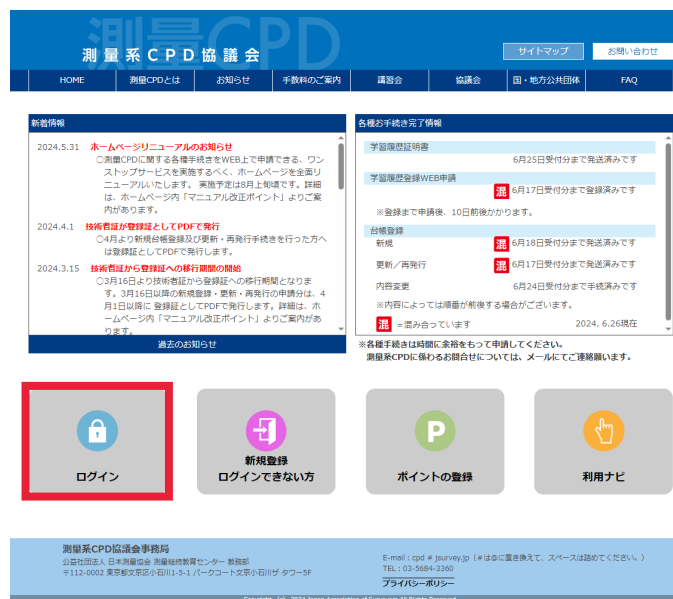 測量CPD
測量系CPD協議会
サイトマップ
お問い合わせ
HOME
測量CPDとは
お知らせ
手数料のご案内
講習会
協議会
国・地方公共団体
FAQ
新着情報
2024.5.31 ホームページリニューアルのお知らせ
○測量CPDに関する各種手続きをWEB上で申請できる、ワン
ストップサービスを実施するべく、ホームページを全面リ
ニューアルいたします。 実施予定は8月上旬頃です。詳細
は、ホームページ内「マニュアル改正ポイント」よりご案
内があります。
2024.4.1 技術者証が登録証としてPDFで発行
○4月より新規台帳登録及び更新・再発行手続きを行った方へ
は登録証としてPDFで発行します。
2024.3.15 技術者証から登録証への移行期間の開始
○3月16日より技術者証から登録証への移行期間となりま
す。3月16日以降の新規登録・更新・再発行の申請分は、4
月1日以降に 登録証としてPDFで発行します。詳細は、ホ
ームページ内「マニュアル改正ポイント」よりご案内があ
ります。
過去のお知らせ
各種お手続き完了情報
学習履歴証明書
6月25日受付分まで発送済みです
学習履歴登録WEB申請
混 6月17日受付分まで登録済みです
※登録まで申請後、10日前後かかります。
台帳登録
新規 混 6月18日受付分まで発送済みです
更新／再発行 混 6月17日受付分まで発送済みです
内容変更 6月24日受付分まで手続済みです
※内容によっては順番が前後する場合がございます。
混 =混み合っています 2024. 6.26現在
※各種手続きは時間に余裕をもって申請してください。
測量系CPDに係わるお問合せについては、メールにてご連絡願います。
ログイン
新規登録
ログインできない方
P
ポイントの登録
利用ナビ
測量系CPD協議会事務局
公益社団法人 日本測量協会 測量継続教育センター 教務部
〒112-0002 東京都文京区小石川1-5-1 パークコート文京小石川ザ タワー5F
E-mail : cpd # jsurvey.jp（#は@に置き換えて、スペースは詰めてください。）
TEL : 03-5684-3360
プライバシーポリシー